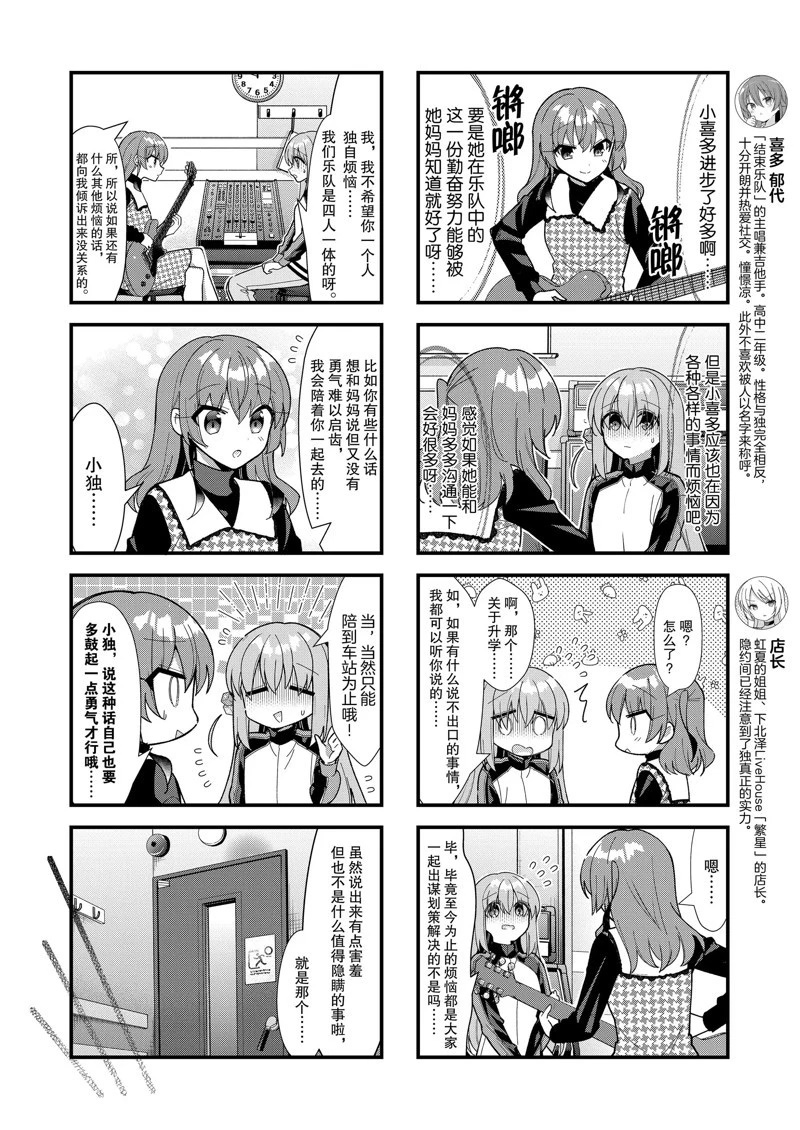 小喜多进步了好多啊……
锵
啷
锵
啷
要是她在乐队中的
这一份勤奋努力能够被
她妈妈知道就好了呀……
但是小喜多应该也在因为
各种各样的事情而烦恼吧。
感觉如果她能和
妈妈多多沟通一下
会好很多呀……
嗯？
怎么了？
啊，那个…
关于升学…
如，如果有什么说不出口的事情，
我都可以听你说的……
嗯……
毕，毕竟至今为止的烦恼都是大家
一起出谋划策解决的不是吗……
我，我不希望你一个人
独自烦恼……
我们乐队是四人一体的呀。
所，所以说如果还有
什么其他烦恼的话，
都向我倾诉出来没关系的。
比如你有些什么话
想和妈妈说但又没有
勇气难以启齿，
我会陪着你一起去的……
小独……
当，当然只能
陪到车站为止哦！
小独，说这种话自己也要
多鼓起一点勇气才行哦……
虽然说出来有点害羞
但也不是什么值得隐瞒的事啦，
就是那个……
喜多 郁代
「结束乐队」的主唱兼吉他手。高中二年级。性格与独完全相反，
十分开朗并热爱社交。憧憬凉。此外不喜欢被人以名字来称呼。
店长
虹夏的姐姐、下北泽LiveHouse「繁星」的店长。
隐约间已经注意到了独真正的实力。